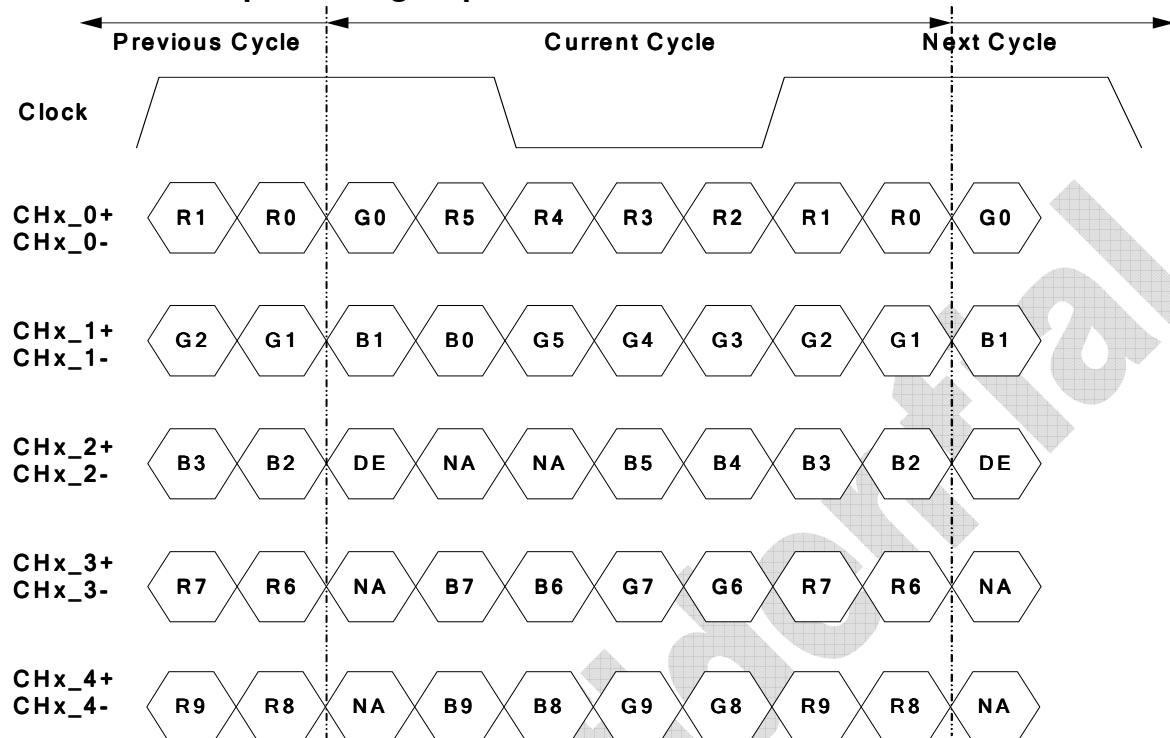 Previous Cycle Current Cycle Next Cycle
Clock
CHx_0+ R1 R0 G0 R5 R4 R3 R2 R1 R0 G0
CHx_0-
CHx_1+ G2 G1 B1 B0 G5 G4 G3 G2 G1 B1
CHx_1-
CHx_2+ B3 B2 DE NA NA B5 B4 B3 B2 DE
CHx_2-
CHx_3+ R7 R6 NA B7 B6 G7 G6 R7 R6 NA
CHx_3-
CHx_4+ R9 R8 NA B9 B8 G9 G8 R9 R8 NA
CHx_4-